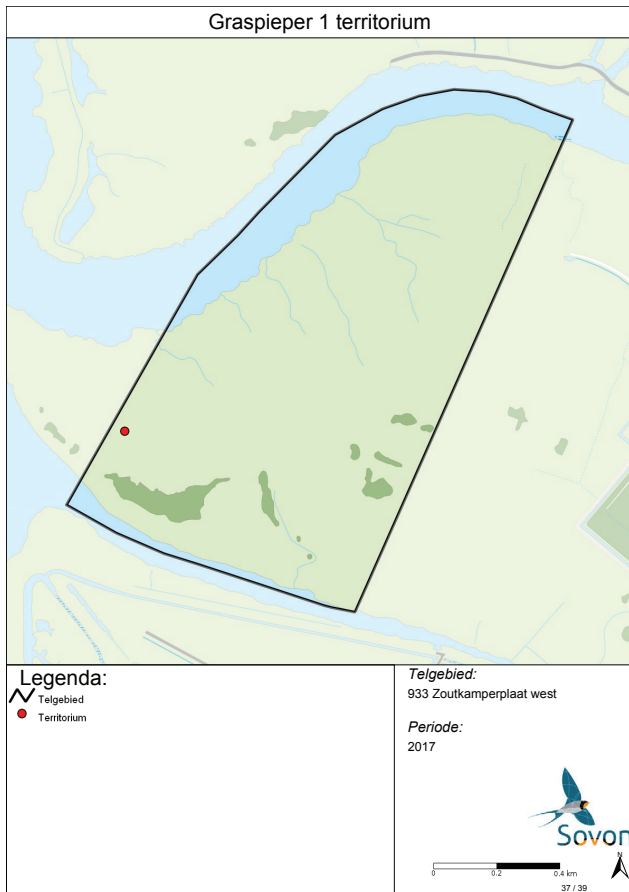 Graspieper 1 territorium
Legenda:
Telgebied
Territorium
Telgebied:
933 Zoutkamperplaat west
Periode:
2017
Sovon
N
0 0.2 0.4 km
37 / 39